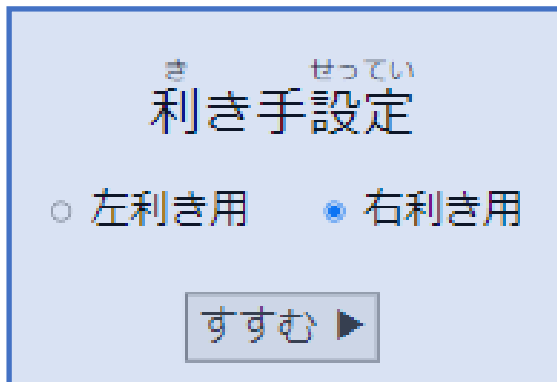 き せってい
利き手設定
左利き用 右利き用
すすむ ▶